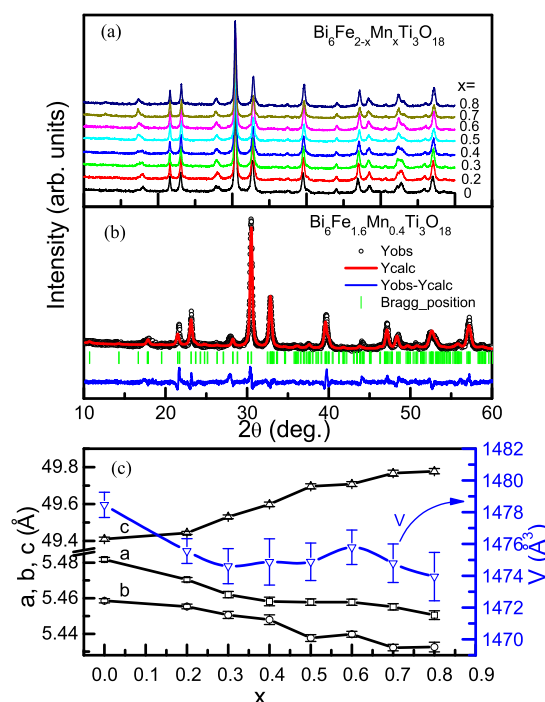 (a)
Bi6Fe2-xMnxTi3O18
x=
0.8
0.7
0.6
0.5
0.4
0.3
0.2
0
Intensity (arb. units)
(b)
Bi6Fe1.6Mn0.4Ti3O18
Yobs
Ycalc
Yobs-Ycalc
Bragg_position
10 20 30 40 50 60
2θ (deg.)
(c)
49.8
49.6
49.4
5.48
5.46
5.44
a, b, c (Å)
c
a
b
V
1482
1480
1478
1476
1474
1472
1470
V (Å3)
0.0 0.1 0.2 0.3 0.4 0.5 0.6 0.7 0.8 0.9
x